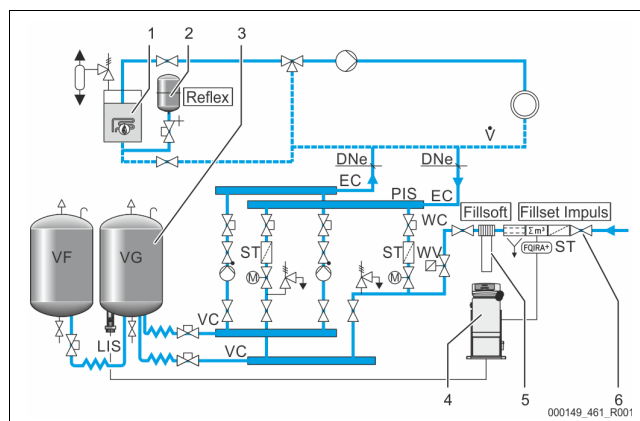 1 2 3
Reflex
V̇
DNe DNe
EC PIS EC
WC Fillsoft Fillset Impuls
ST ST WV Σm³ ST
FQIRA+
M M
VF VG
VC
LIS VC
4 5 6
000149_461_R001